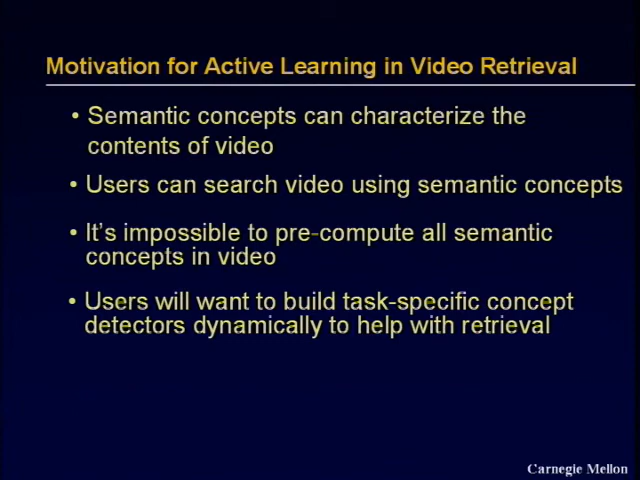 Motivation for Active Learning in Video Retrieval
• Semantic concepts can characterize the
contents of video
• Users can search video using semantic concepts
• It's impossible to pre-compute all semantic
concepts in video
• Users will want to build task-specific concept
detectors dynamically to help with retrieval
Carnegie Mellon